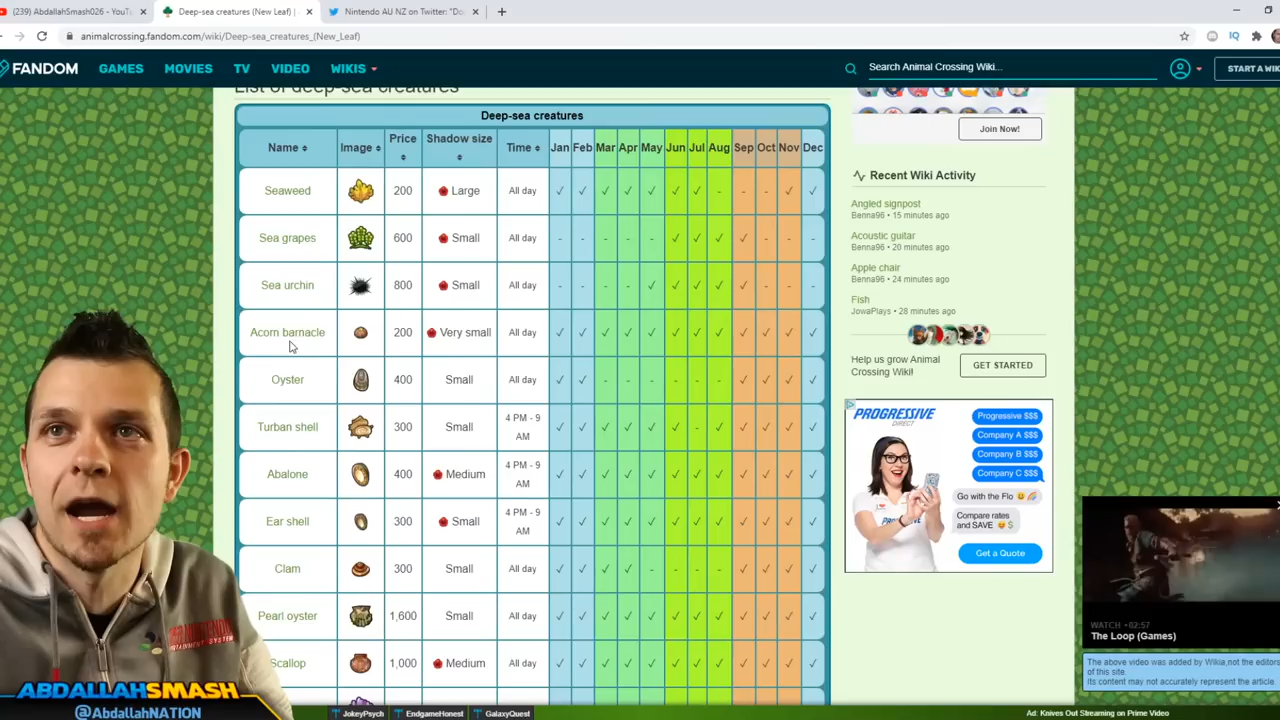 (239) AbdallahSmash026 - YouTu
Deep-sea creatures (New Leaf) |
Nintendo AU NZ on Twitter: "Do
animalcrossing.fandom.com/wiki/Deep-sea_creatures_(New_Leaf)
IQ
FANDOM GAMES MOVIES TV VIDEO WIKIS
Search Animal Crossing Wiki...
START A WIK
List of deep-sea creatures
Deep-sea creatures
Name Image Price Shadow size Time Jan Feb Mar Apr May Jun Jul Aug Sep Oct Nov Dec
Seaweed 200 Large All day ✓ ✓ ✓ ✓ ✓ ✓ ✓ - - - ✓ ✓
Sea grapes 600 Small All day - - - - - ✓ ✓ ✓ ✓ - - -
Sea urchin 800 Small All day - - - - ✓ ✓ ✓ ✓ ✓ - - -
Acorn barnacle 200 Very small All day ✓ ✓ ✓ ✓ ✓ ✓ ✓ ✓ ✓ ✓ ✓ ✓
Oyster 400 Small All day ✓ ✓ - - - - - - ✓ ✓ ✓ ✓
Turban shell 300 Small 4 PM - 9 AM ✓ ✓ ✓ ✓ ✓ - ✓ ✓ ✓ ✓ ✓
Abalone 400 Medium 4 PM - 9 AM ✓ ✓ ✓ ✓ ✓ ✓ ✓ ✓ ✓ ✓ ✓ ✓
Ear shell 300 Small 4 PM - 9 AM ✓ ✓ ✓ ✓ ✓ ✓ ✓ ✓ ✓ ✓ ✓ ✓
Clam 300 Small All day ✓ ✓ ✓ ✓ - - - - ✓ ✓ ✓ ✓
Pearl oyster 1,600 Small All day ✓ ✓ ✓ ✓ ✓ ✓ ✓ ✓ ✓ ✓ ✓ ✓
Scallop 1,000 Medium All day ✓ ✓ ✓ ✓ ✓ ✓ ✓ ✓ ✓ ✓ ✓ ✓
Join Now!
Recent Wiki Activity
Angled signpost
Benna96 • 15 minutes ago
Acoustic guitar
Benna96 • 20 minutes ago
Apple chair
Benna96 • 24 minutes ago
Fish
JowaPlays • 28 minutes ago
Help us grow Animal
Crossing Wiki!
GET STARTED
PROGRESSIVE
DIRECT
Progressive $$$
Company A $$$
Company B $$$
Company C $$$
Go with the Flo
Compare rates
and SAVE
$
Get a Quote
WATCH • 02:57
The Loop (Games)
The above video was added by Wikia,not the editors
of this site.
Its content may not accurately represent the article.
ABDALLAHSMASH
@AbdallahNATION
JokeyPsych EndgameHonest GalaxyQuest
Ad: Knives Out Streaming on Prime Video